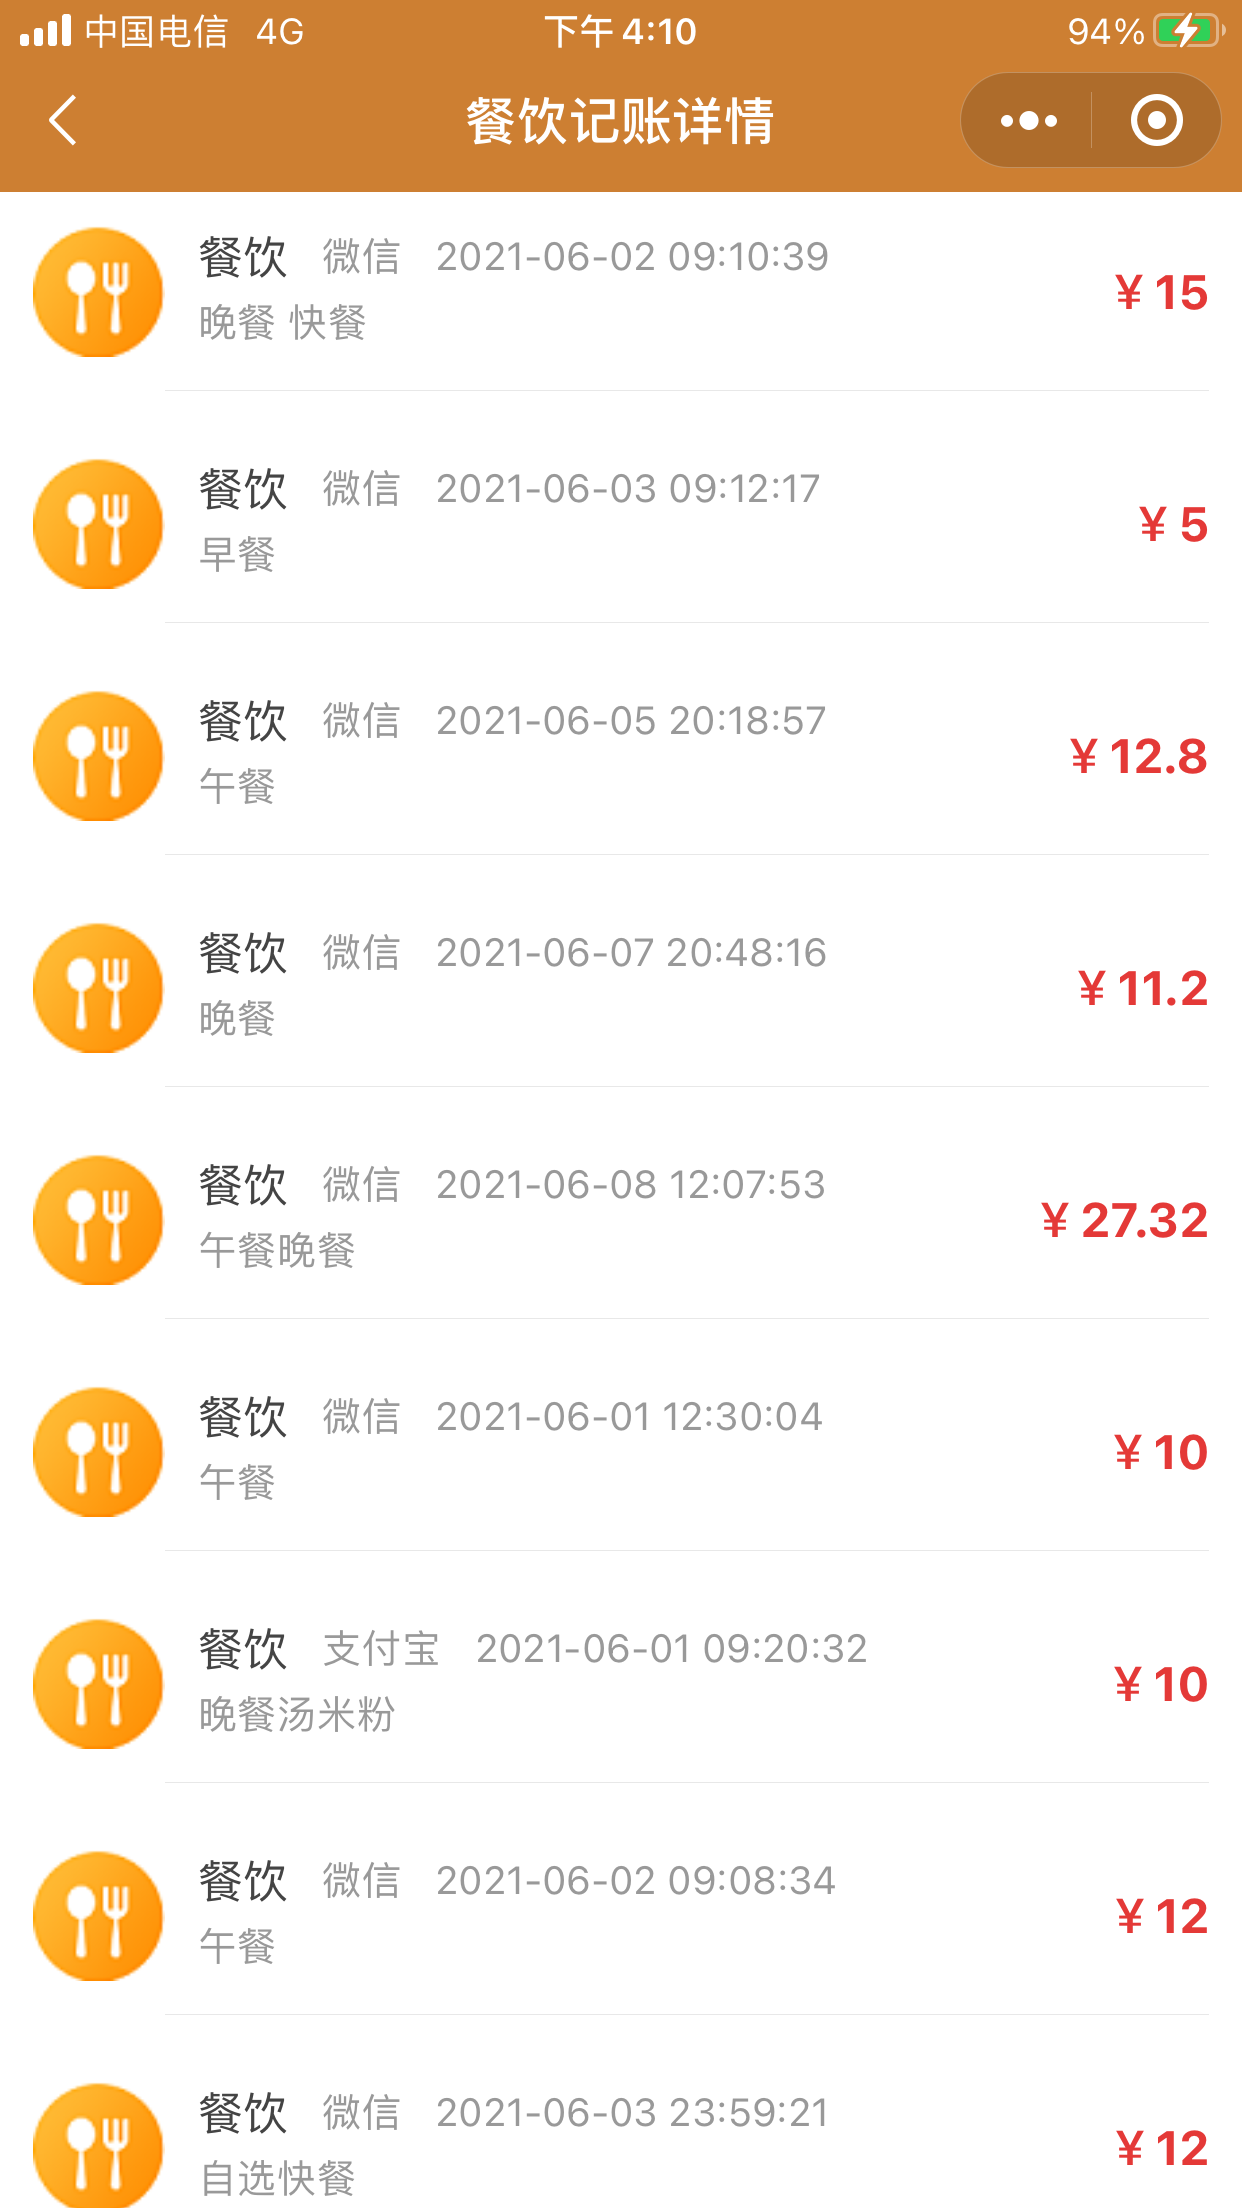 中国电信 4G 下午4:10 94%
餐饮记账详情
餐饮 微信 2021-06-02 09:10:39
晚餐 快餐
¥ 15
餐饮 微信 2021-06-03 09:12:17
早餐
¥ 5
餐饮 微信 2021-06-05 20:18:57
午餐
¥ 12.8
餐饮 微信 2021-06-07 20:48:16
晚餐
¥ 11.2
餐饮 微信 2021-06-08 12:07:53
午餐晚餐
¥ 27.32
餐饮 微信 2021-06-01 12:30:04
午餐
¥ 10
餐饮 支付宝 2021-06-01 09:20:32
晚餐汤米粉
¥ 10
餐饮 微信 2021-06-02 09:08:34
午餐
¥ 12
餐饮 微信 2021-06-03 23:59:21
自选快餐
¥ 12